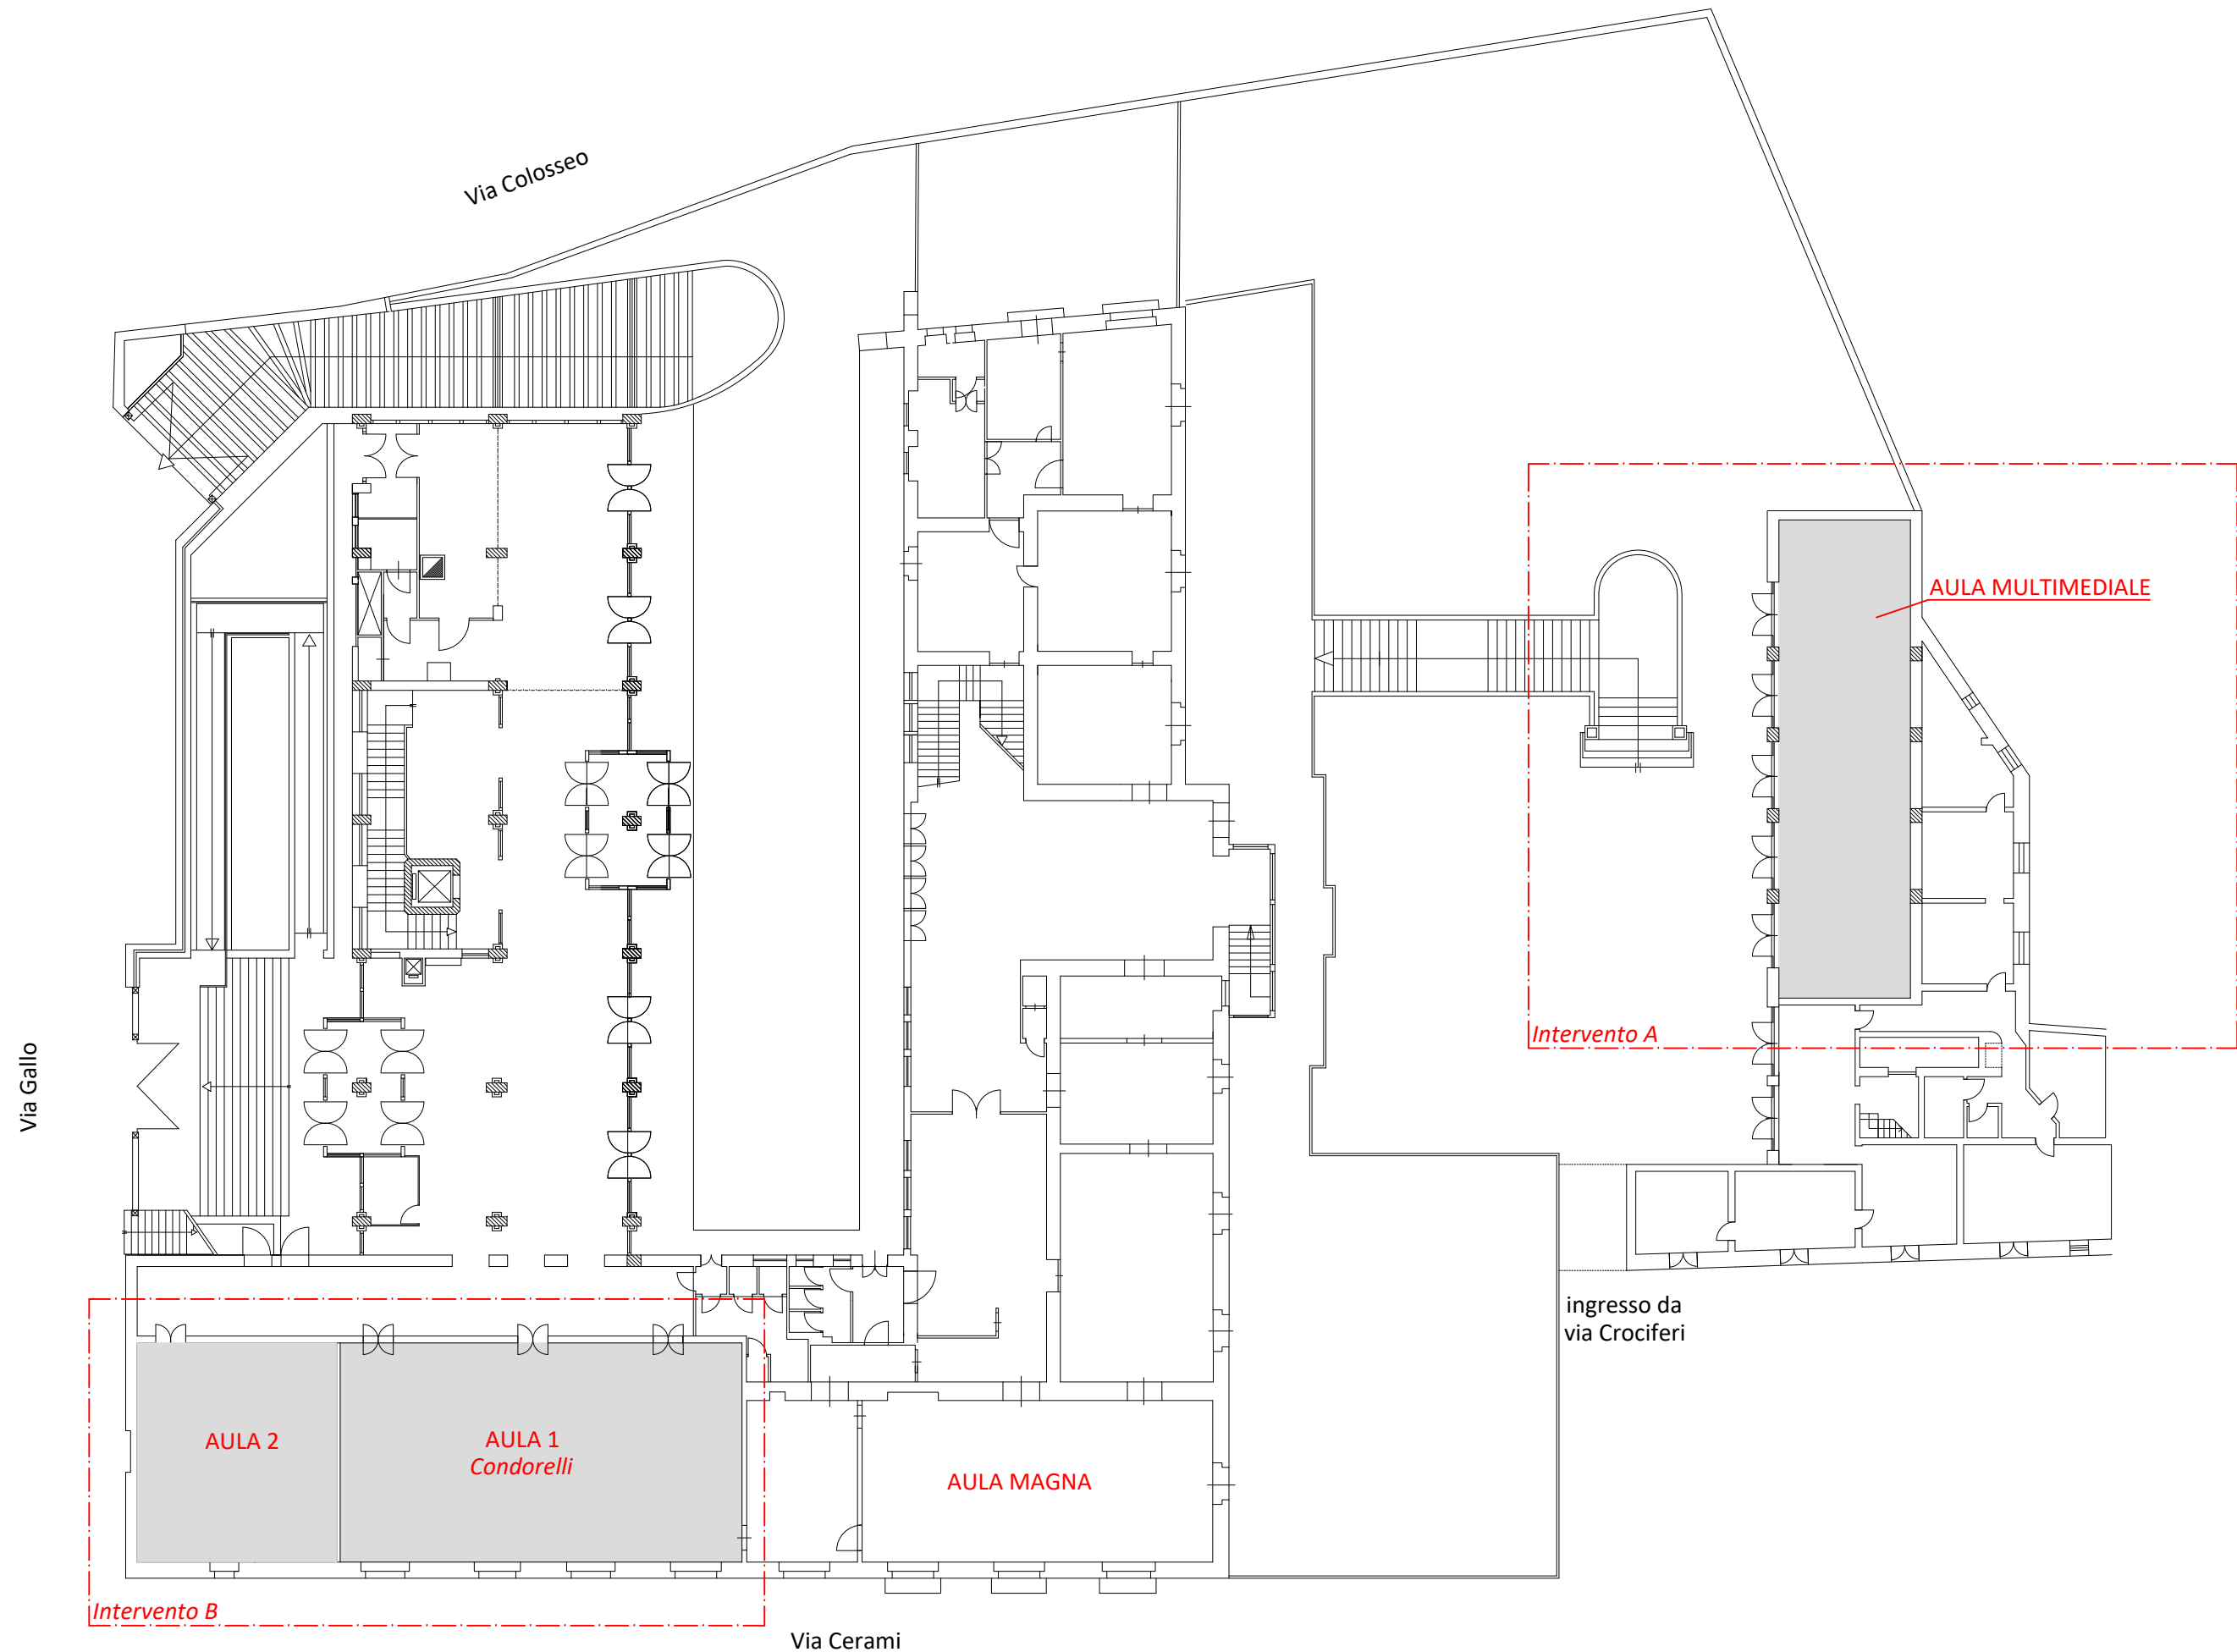 Via Colosseo
AULA MULTIMEDIALE
Intervento A
Via Gallo
ingresso da
via Crociferi
AULA 2
AULA 1
Condorelli
AULA MAGNA
Intervento B
Via Cerami